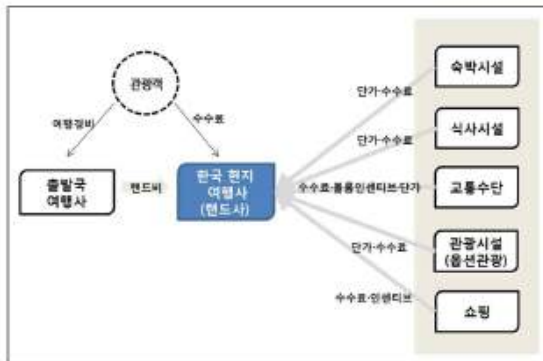 관광객
여행경비
수수료
출발국
여행사
랜드비
한국 현지
여행사
(랜드사)
단가·수수료
단가·수수료
수수료·볼륨인센티브·단가
단가·수수료
수수료·인센티브
숙박시설
식사시설
교통수단
관광시설
(옵션관광)
쇼핑